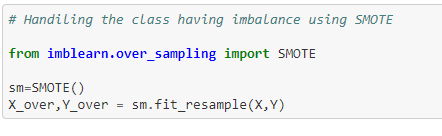 # Handiling the class having imbalance using SMOTE
from imblearn.over_sampling import SMOTE
sm=SMOTE()
X_over,Y_over = sm.fit_resample(X,Y)